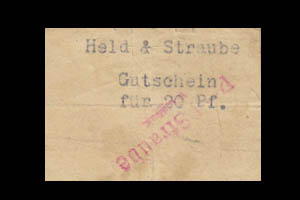 Held & Straube
Gutschein
für 20 Pf.
Straube